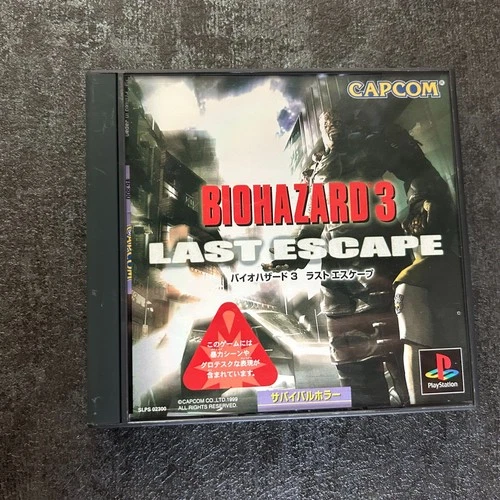 CAPCOM®
BIOHAZARD 3
LAST ESCAPE
バイオハザード 3 ラスト エスケープ
このゲームには
暴力シーンや
グロテスクな表現が
含まれています。
©CAPCOM CO.,LTD.1999
ALL RIGHTS RESERVED.
SLPS 02300
サバイバルホラー
PlayStation